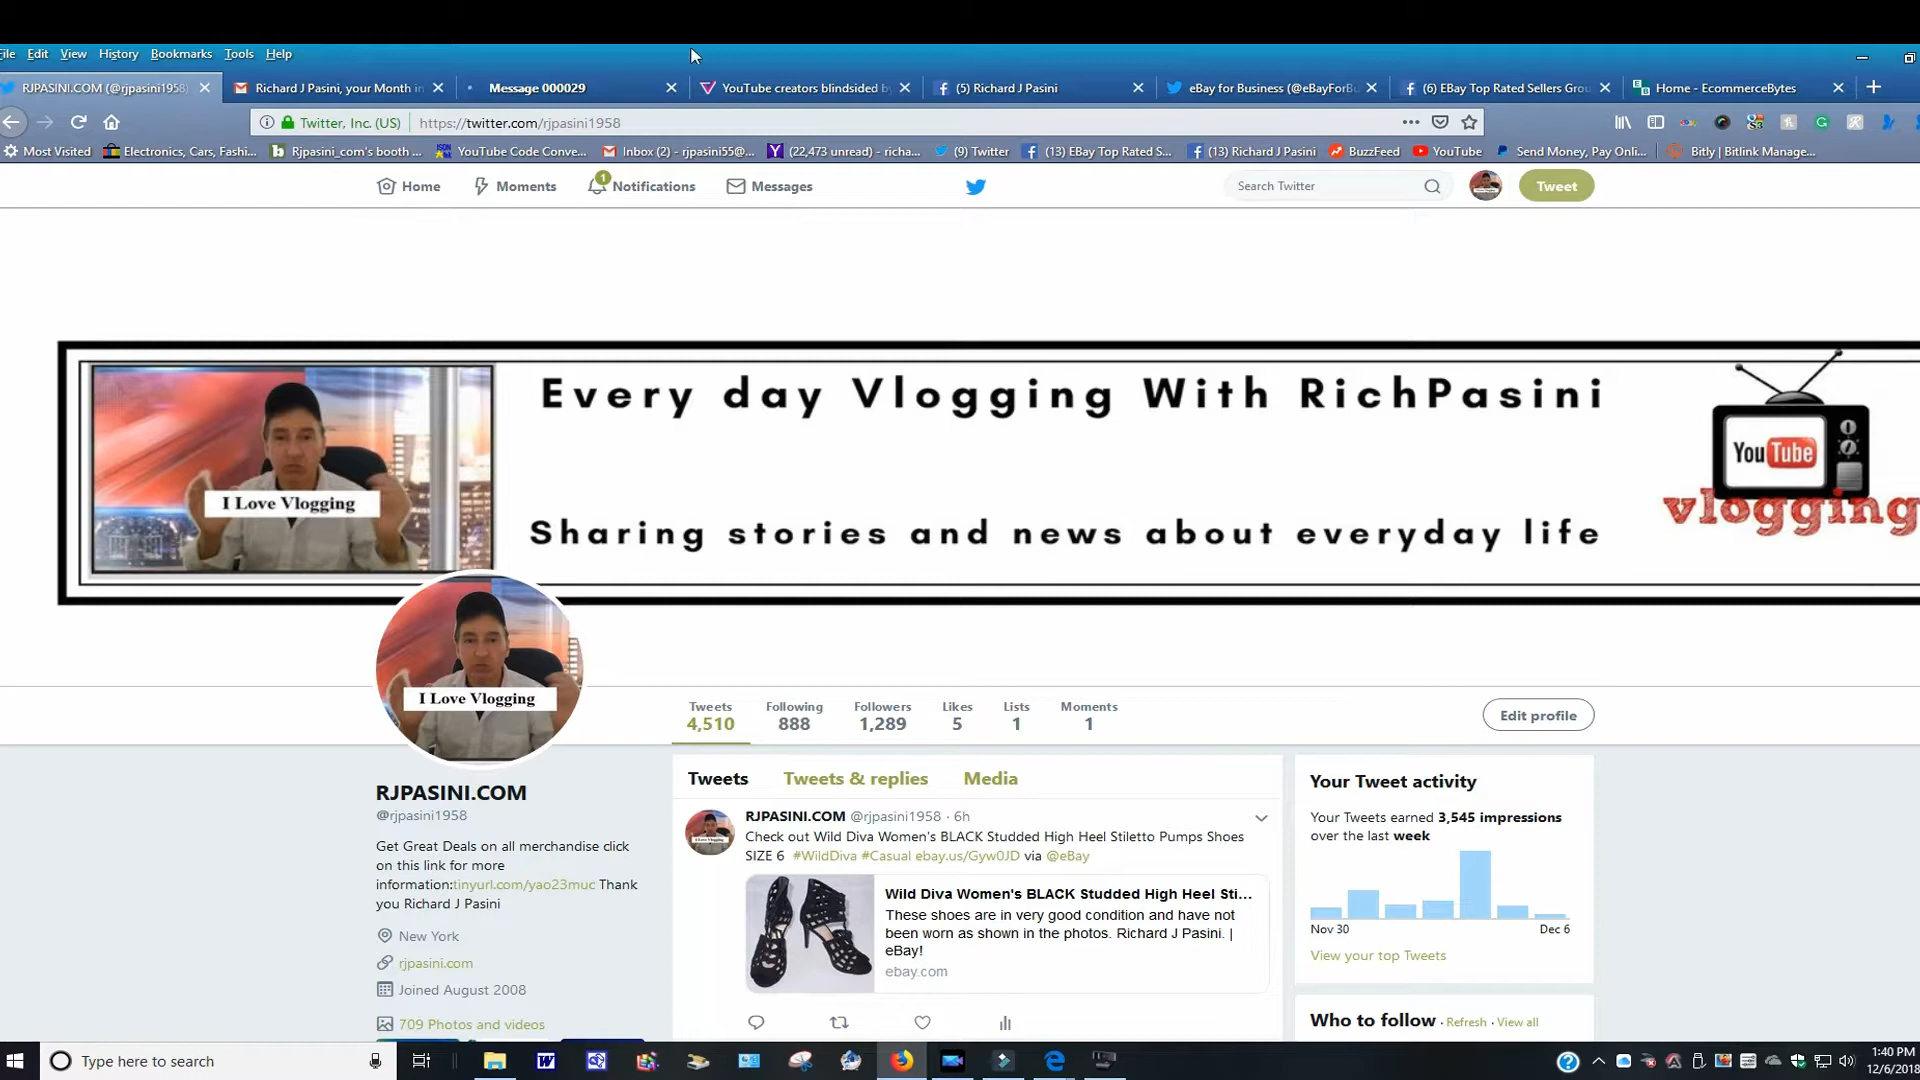 File Edit View History Bookmarks Tools Help
RJPASINI.COM (@rjpasini1958) Richard J Pasini, your Month in Message 000029 YouTube creators blindsided by (5) Richard J Pasini eBay for Business (@eBayForBu (6) EBay Top Rated Sellers Grou Home - EcommerceBytes
Twitter, Inc. (US) https://twitter.com/rjpasini1958
Most Visited Electronics, Cars, Fashi... Rjpasini_com's booth ... YouTube Code Conve... Inbox (2) - rjpasini55@... (22,473 unread) - richa... (9) Twitter (13) EBay Top Rated S... (13) Richard J Pasini BuzzFeed YouTube Send Money, Pay Onli... Bitly | Bitlink Manage...
Home Moments 1 Notifications Messages Search Twitter Tweet
Every day Vlogging With RichPasini
YouTube
I Love Vlogging
vlogging
Sharing stories and news about everyday life
I Love Vlogging
Tweets Following Followers Likes Lists Moments
4,510 888 1,289 5 1 1
Edit profile
RJPASINI.COM
@rjpasini1958
Get Great Deals on all merchandise click
on this link for more
information:tinyurl.com/yao23muc Thank
you Richard J Pasini
New York
rjpasini.com
Joined August 2008
709 Photos and videos
Tweets Tweets & replies Media
RJPASINI.COM @rjpasini1958 · 6h
Check out Wild Diva Women's BLACK Studded High Heel Stiletto Pumps Shoes
SIZE 6 #WildDiva #Casual ebay.us/Gyw0JD via @eBay
Wild Diva Women's BLACK Studded High Heel Sti...
These shoes are in very good condition and have not
been worn as shown in the photos. Richard J Pasini. |
eBay!
ebay.com
Your Tweet activity
Your Tweets earned 3,545 impressions
over the last week
Nov 30 Dec 6
View your top Tweets
Who to follow · Refresh · View all
Type here to search
1:40 PM
12/6/2018